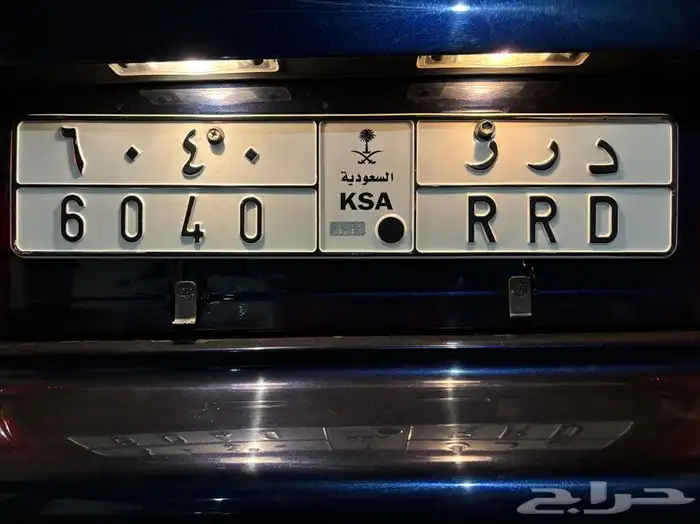 ٦٠٤٠
د ر ر
السعودية
KSA
6040
RRD
حراج